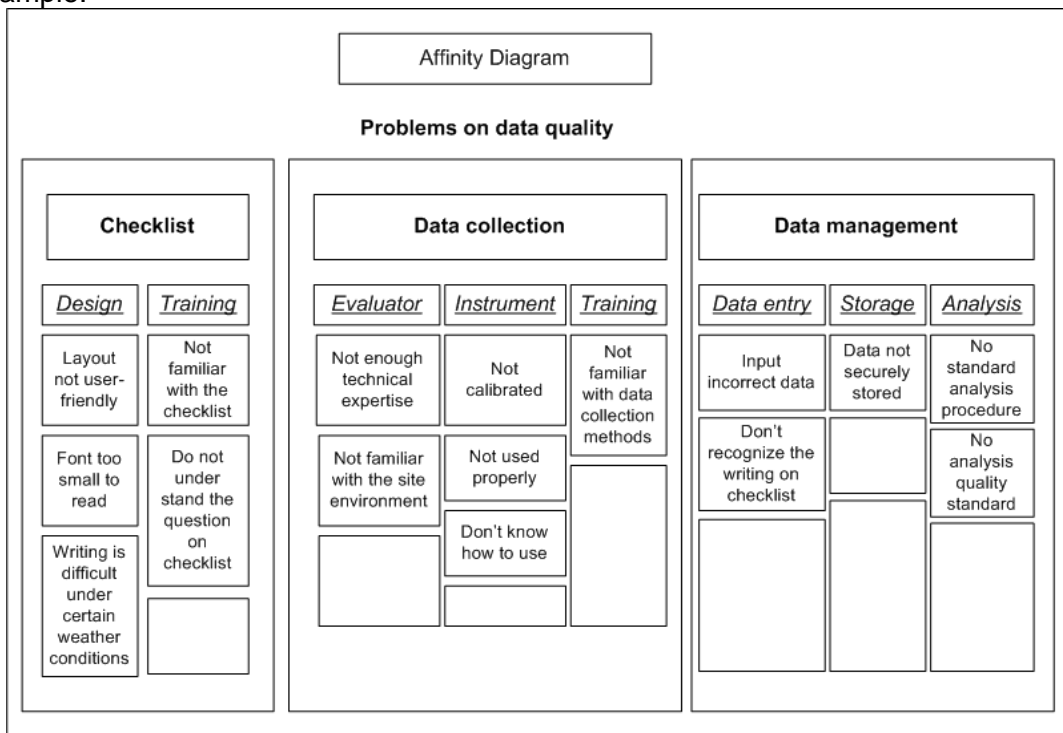 ample:
Affinity Diagram
Problems on data quality
Checklist
Design
Layout
not user-
friendly
Font too
small to
read
Writing is
difficult
under
certain
weather
conditions
Training
Not
familiar
with the
checklist
Do not
under
stand the
question
on
checklist
Data collection
Evaluator
Not enough
technical
expertise
Not familiar
with the site
environment
Instrument
Not
calibrated
Not used
properly
Don't know
how to use
Training
Not
familiar
with data
collection
methods
Data management
Data entry
Input
incorrect data
Don't
recognize the
writing on
checklist
Storage
Data not
securely
stored
Analysis
No
standard
analysis
procedure
No
analysis
quality
standard